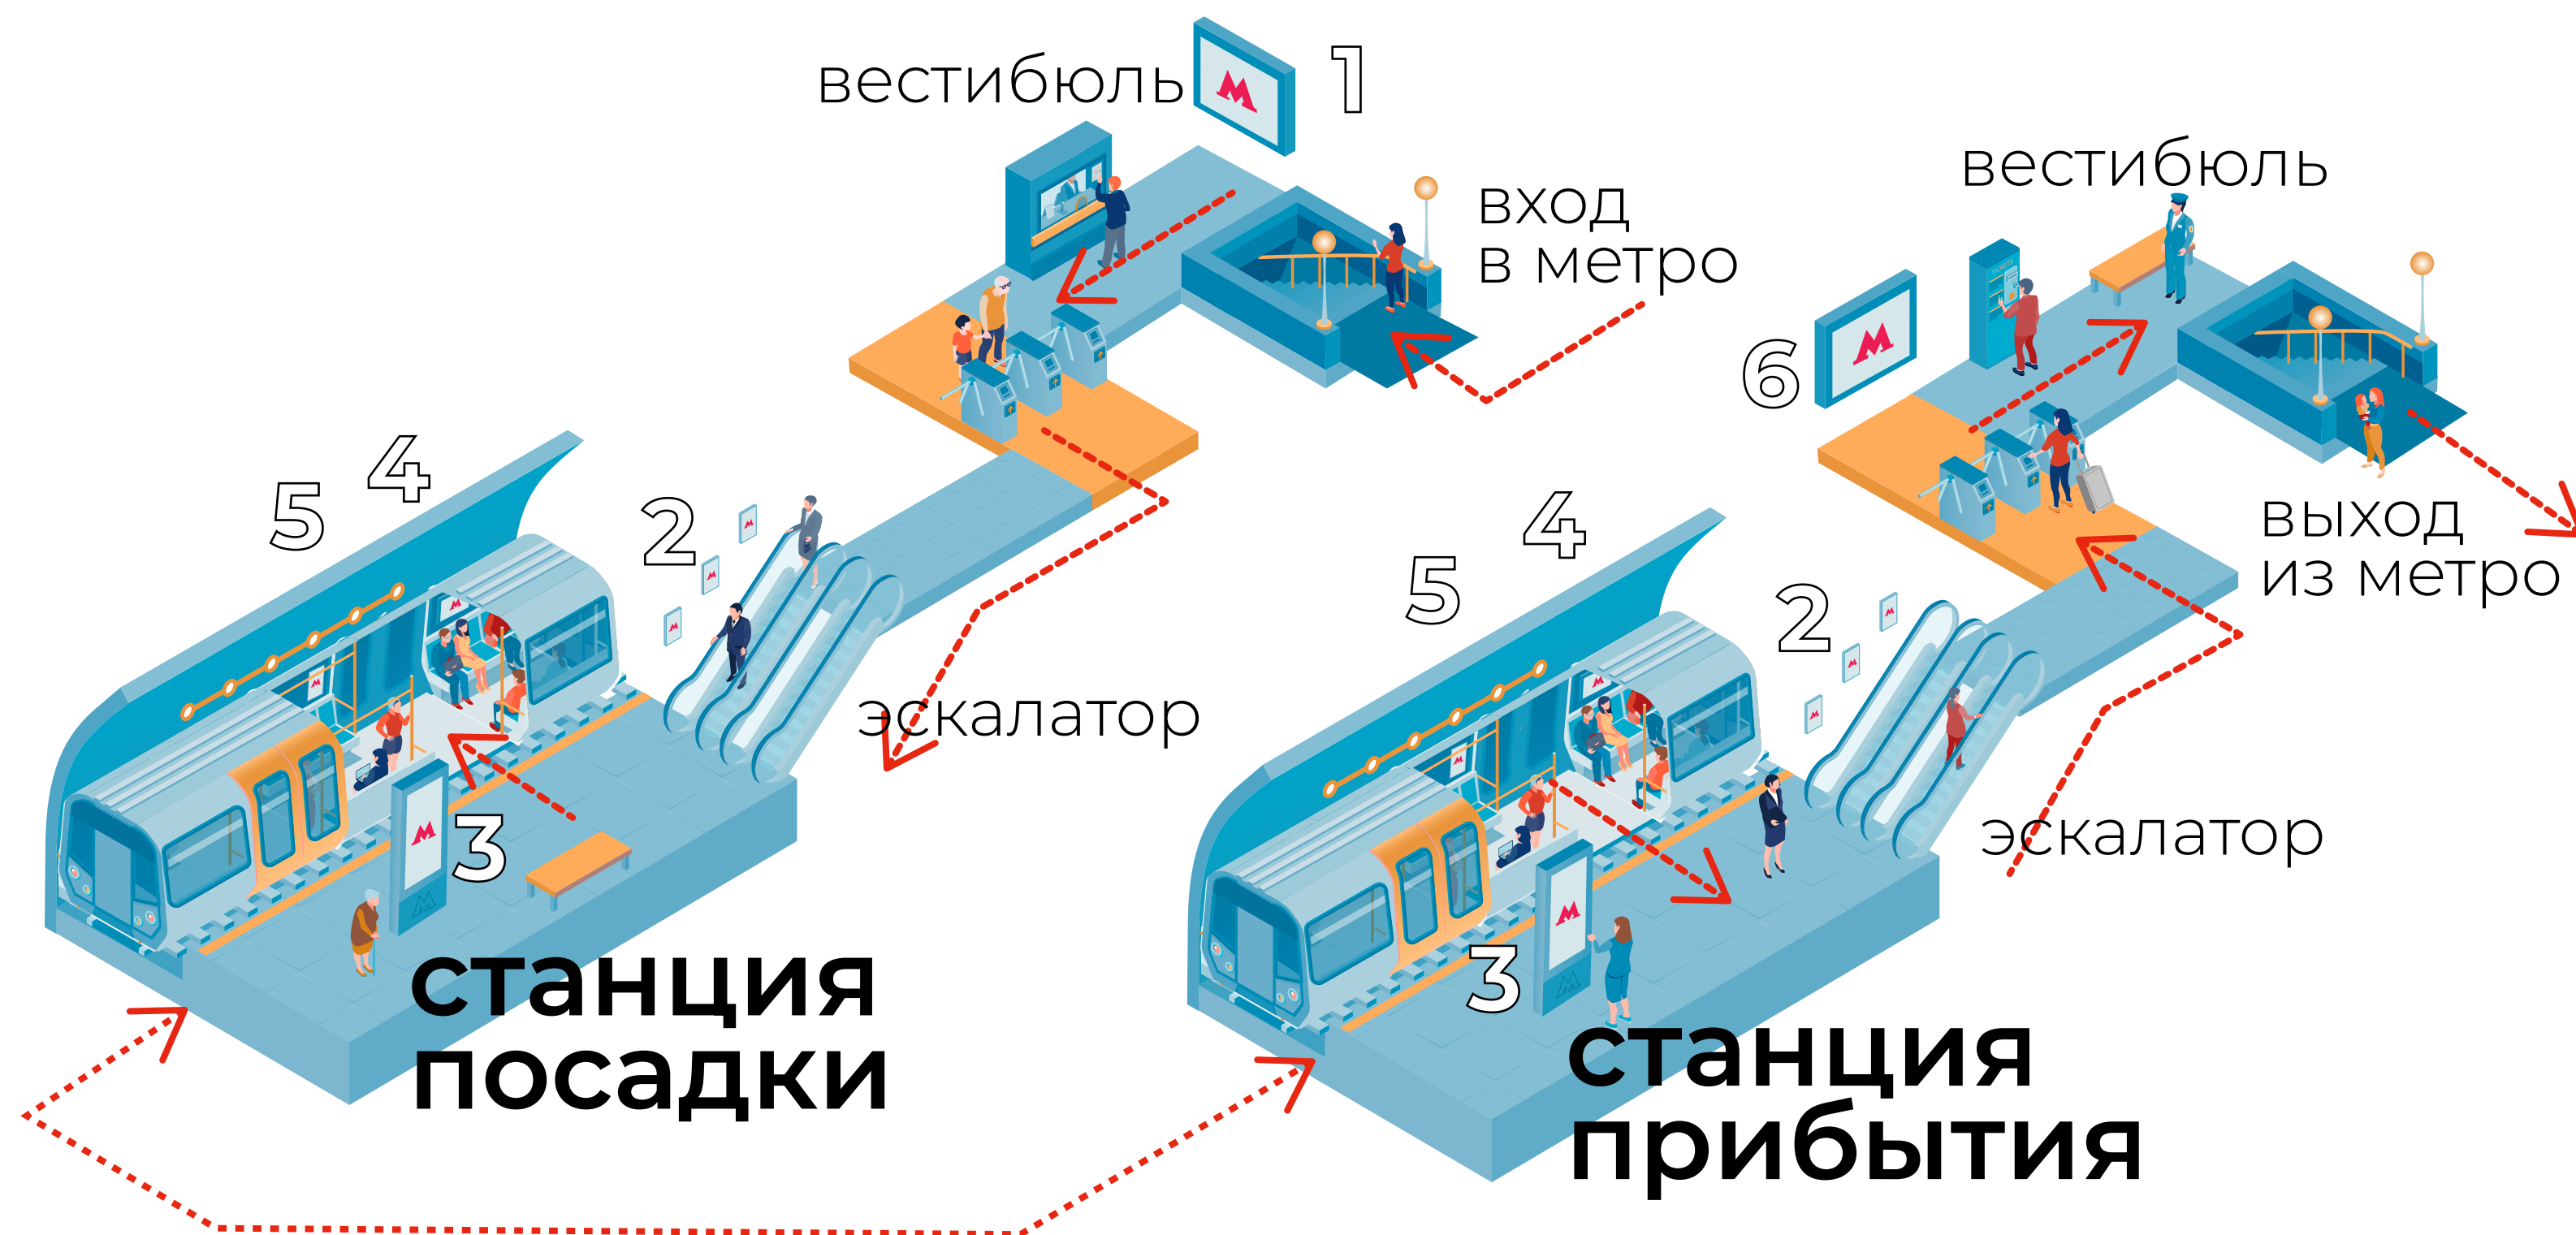 вестибюль
1
вход
в метро
вестибюль
6
4
5
2
выход
из метро
4
5
2
эскалатор
эскалатор
3
3
станция
посадки
станция
прибытия